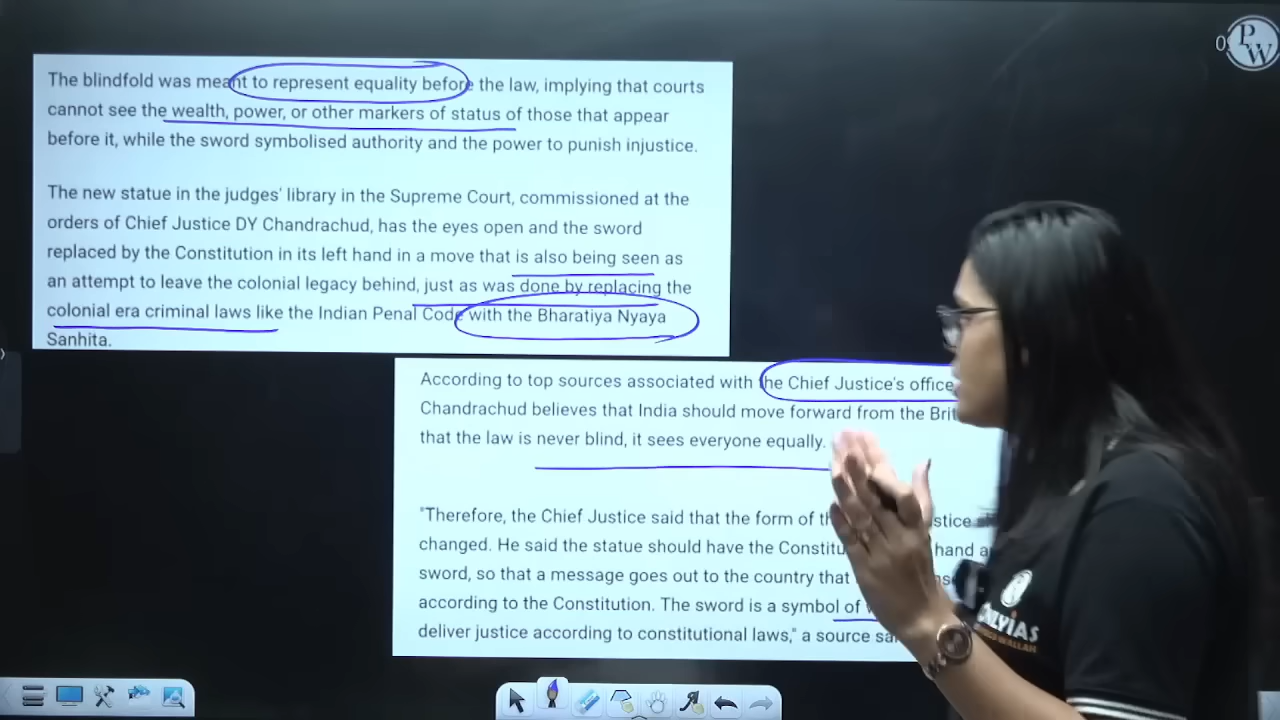 PW
The blindfold was meant to represent equality before the law, implying that courts
cannot see the wealth, power, or other markers of status of those that appear
before it, while the sword symbolised authority and the power to punish injustice.
The new statue in the judges' library in the Supreme Court, commissioned at the
orders of Chief Justice DY Chandrachud, has the eyes open and the sword
replaced by the Constitution in its left hand in a move that is also being seen as
an attempt to leave the colonial legacy behind, just as was done by replacing the
colonial era criminal laws like the Indian Penal Code with the Bharatiya Nyaya
Sanhita.
According to top sources associated with the Chief Justice's office
Chandrachud believes that India should move forward from the
that the law is never blind, it sees everyone equally.
"Therefore, the Chief Justice said that the form of
changed. He said the statue should have the hand
sword, so that a message goes out to the country that
according to the Constitution. The sword is a symbol of
deliver justice according to constitutional laws," a source
WALLAH